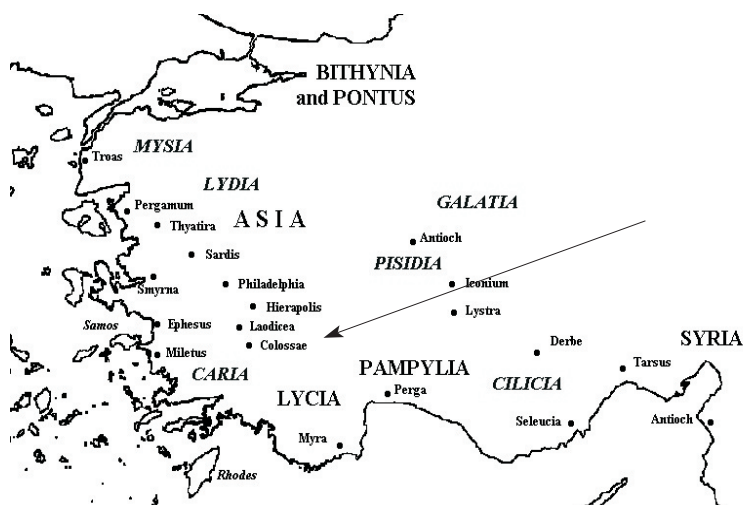 BITHYNIA
and PONTUS
MYSIA
Troas
LYDIA
Pergamum
ASIA
GALATIA
Thyatira
Antioch
Sardis
PISIDIA
Smyrna
Philadelphia
Iconium
Hierapolis
Lystra
Samos
Ephesus
Laodicea
Colossae
Miletus
Derbe
SYRIA
CARIA
PAMPYLIA
Tarsus
CILICIA
LYCIA
Perga
Seleucia
Antioch
Myra
Rhodes